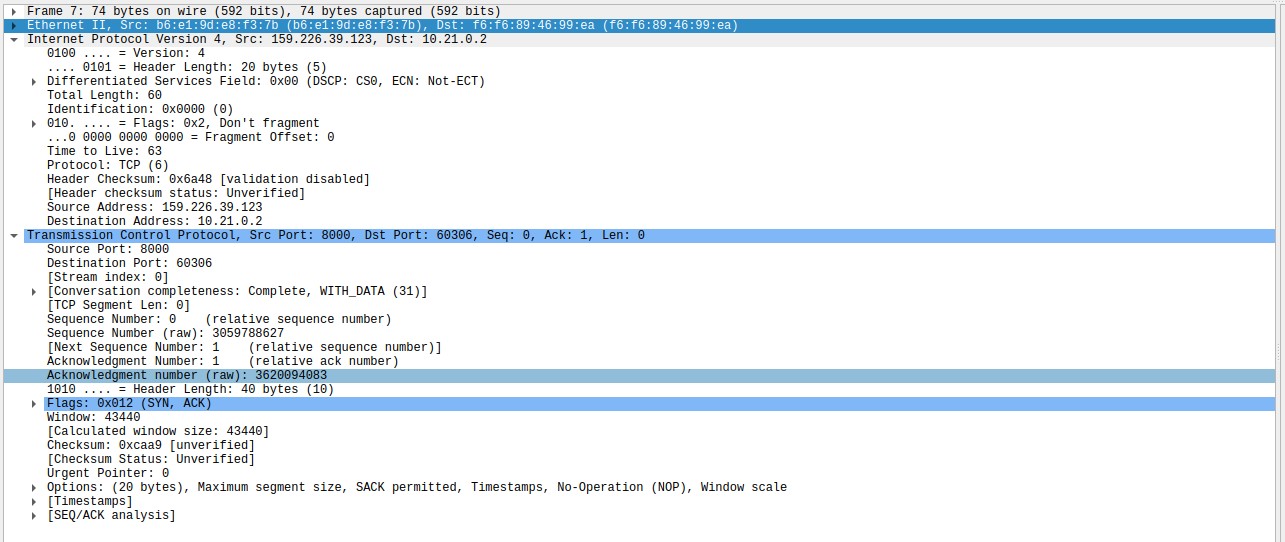 Frame 7: 74 bytes on wire (592 bits), 74 bytes captured (592 bits)
Ethernet II, Src: b6:e1:9d:e8:f3:7b (b6:e1:9d:e8:f3:7b), Dst: f6:f6:89:46:99:ea (f6:f6:89:46:99:ea)
Internet Protocol Version 4, Src: 159.226.39.123, Dst: 10.21.0.2
0100 .... = Version: 4
.... 0101 = Header Length: 20 bytes (5)
Differentiated Services Field: 0x00 (DSCP: CS0, ECN: Not-ECT)
Total Length: 60
Identification: 0x0000 (0)
010. .... = Flags: 0x2, Don't fragment
...0 0000 0000 0000 = Fragment Offset: 0
Time to Live: 63
Protocol: TCP (6)
Header Checksum: 0x6a48 [validation disabled]
[Header checksum status: Unverified]
Source Address: 159.226.39.123
Destination Address: 10.21.0.2
Transmission Control Protocol, Src Port: 8000, Dst Port: 60306, Seq: 0, Ack: 1, Len: 0
Source Port: 8000
Destination Port: 60306
[Stream index: 0]
[Conversation completeness: Complete, WITH_DATA (31)]
[TCP Segment Len: 0]
Sequence Number: 0    (relative sequence number)
Sequence Number (raw): 3059788627
[Next Sequence Number: 1    (relative sequence number)]
Acknowledgment Number: 1    (relative ack number)
Acknowledgment number (raw): 3620094083
1010 .... = Header Length: 40 bytes (10)
Flags: 0x012 (SYN, ACK)
Window: 43440
[Calculated window size: 43440]
Checksum: 0xcaa9 [unverified]
[Checksum Status: Unverified]
Urgent Pointer: 0
Options: (20 bytes), Maximum segment size, SACK permitted, Timestamps, No-Operation (NOP), Window scale
[Timestamps]
[SEQ/ACK analysis]